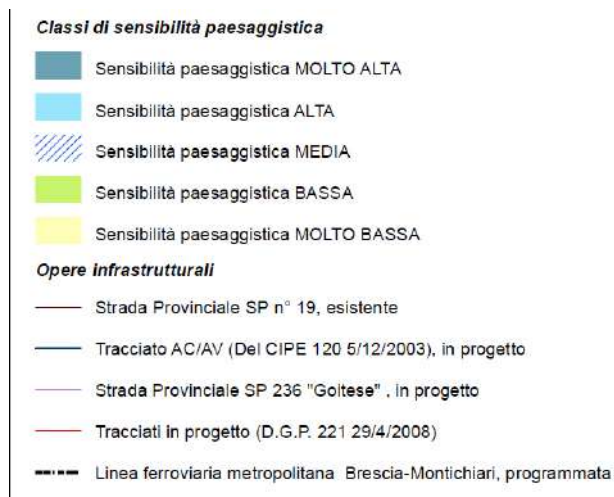 Classi di sensibilità paesaggistica
Sensibilità paesaggistica MOLTO ALTA
Sensibilità paesaggistica ALTA
Sensibilità paesaggistica MEDIA
Sensibilità paesaggistica BASSA
Sensibilità paesaggistica MOLTO BASSA
Opere infrastrutturali
Strada Provinciale SP n° 19, esistente
Tracciato AC/AV (Del CIPE 120 5/12/2003), in progetto
Strada Provinciale SP 236 "Goitese" , in progetto
Tracciati in progetto (D.G.P. 221 29/4/2008)
Linea ferroviaria metropolitana Brescia-Montichiari, programmata